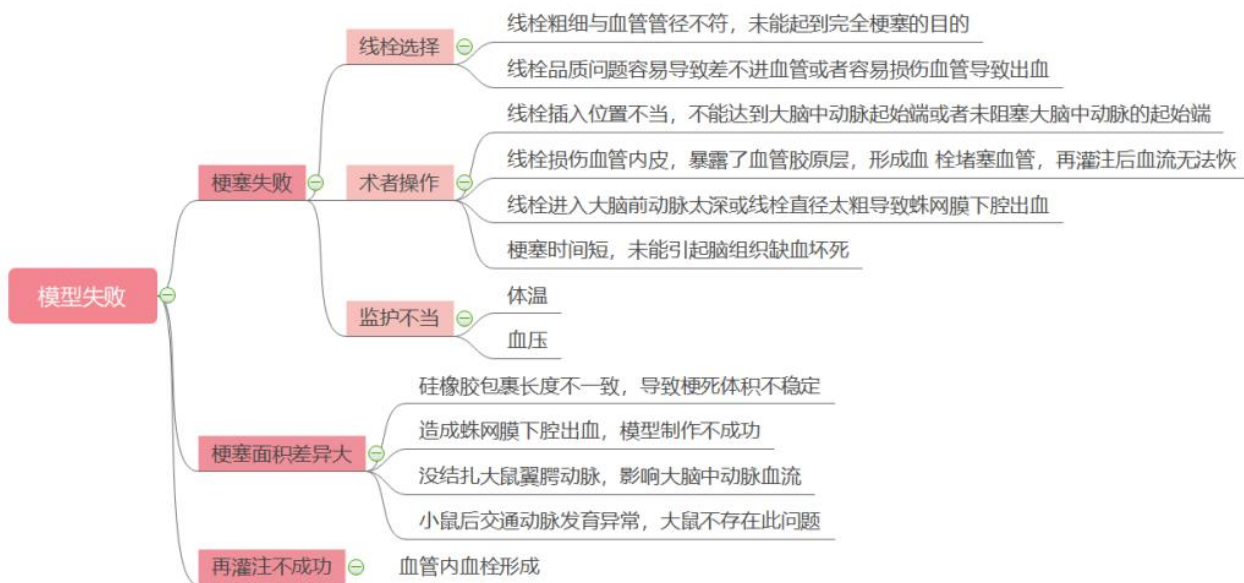 线栓粗细与血管管径不符，未能起到完全梗塞的目的
线栓选择
线栓品质问题容易导致差不进血管或者容易损伤血管导致出血
线栓插入位置不当，不能达到大脑中动脉起始端或者未阻塞大脑中动脉的起始端
线栓损伤血管内皮，暴露了血管胶原层，形成血 栓堵塞血管，再灌注后血流无法恢
梗塞失败
术者操作
线栓进入大脑前动脉太深或线栓直径太粗导致蛛网膜下腔出血
梗塞时间短，未能引起脑组织缺血坏死
模型失败
体温
监护不当
血压
硅橡胶包裹长度不一致，导致梗死体积不稳定
造成蛛网膜下腔出血，模型制作不成功
梗塞面积差异大
没结扎大鼠翼腭动脉，影响大脑中动脉血流
小鼠后交通动脉发育异常，大鼠不存在此问题
再灌注不成功
血管内血栓形成